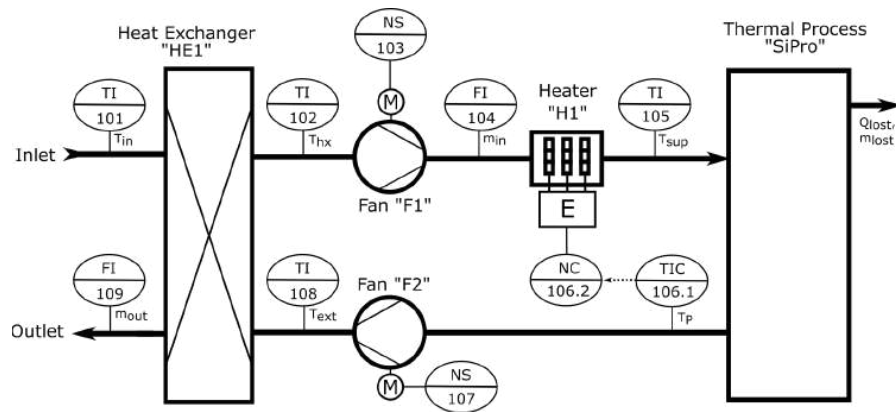 Heat Exchanger
"HE1"
NS
103
Thermal Process
"SiPro"
TI
101
Tin
TI
102
Thx
M
FI
104
min
Heater
"H1"
TI
105
Tsup
Qlost,
mlost
Inlet
Fan "F1"
E
FI
109
mout
TI
108
Text
Fan "F2"
NC
106.2
TIC
106.1
TP
Outlet
M
NS
107